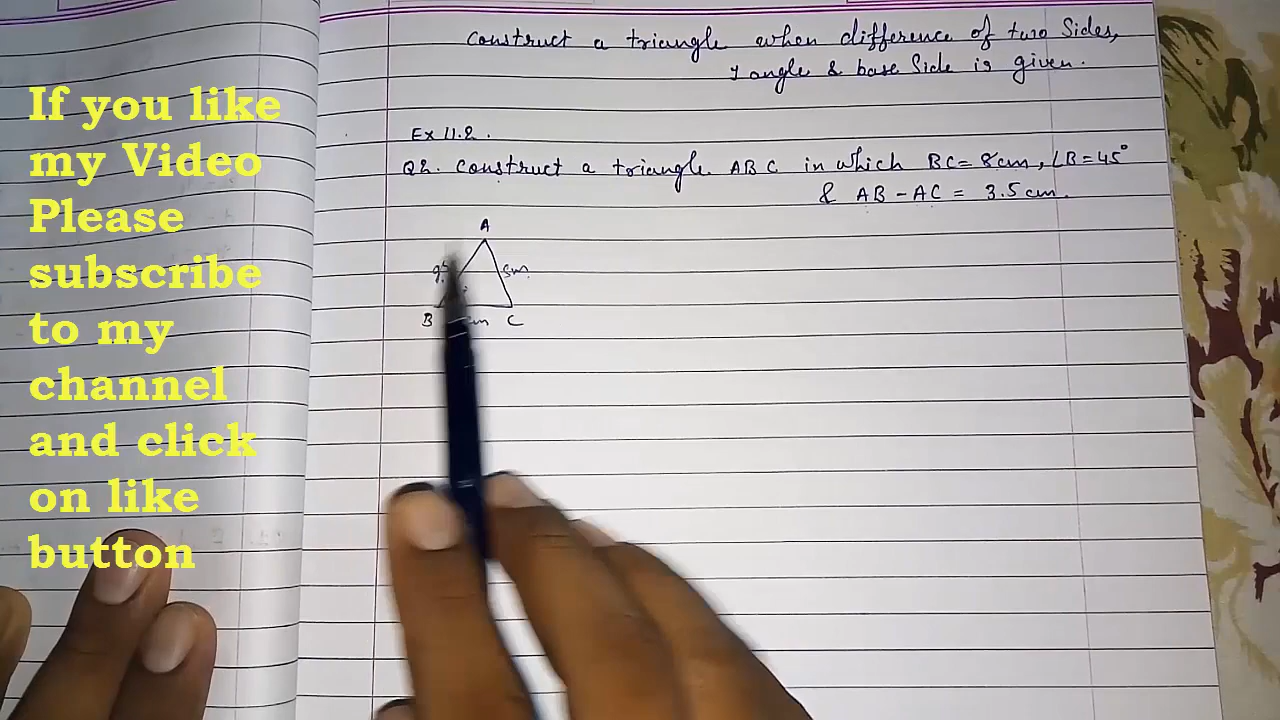 If you like
my Video
Please
subscribe
to my
channel
and click
on like
button
Construct a triangle when difference of two sides,
1 angle & base side is given.
Ex 11.2.
Q2. Construct a triangle ABC in which BC = 8cm, ∠B = 45°
& AB - AC = 3.5cm.
A
5cm
B C